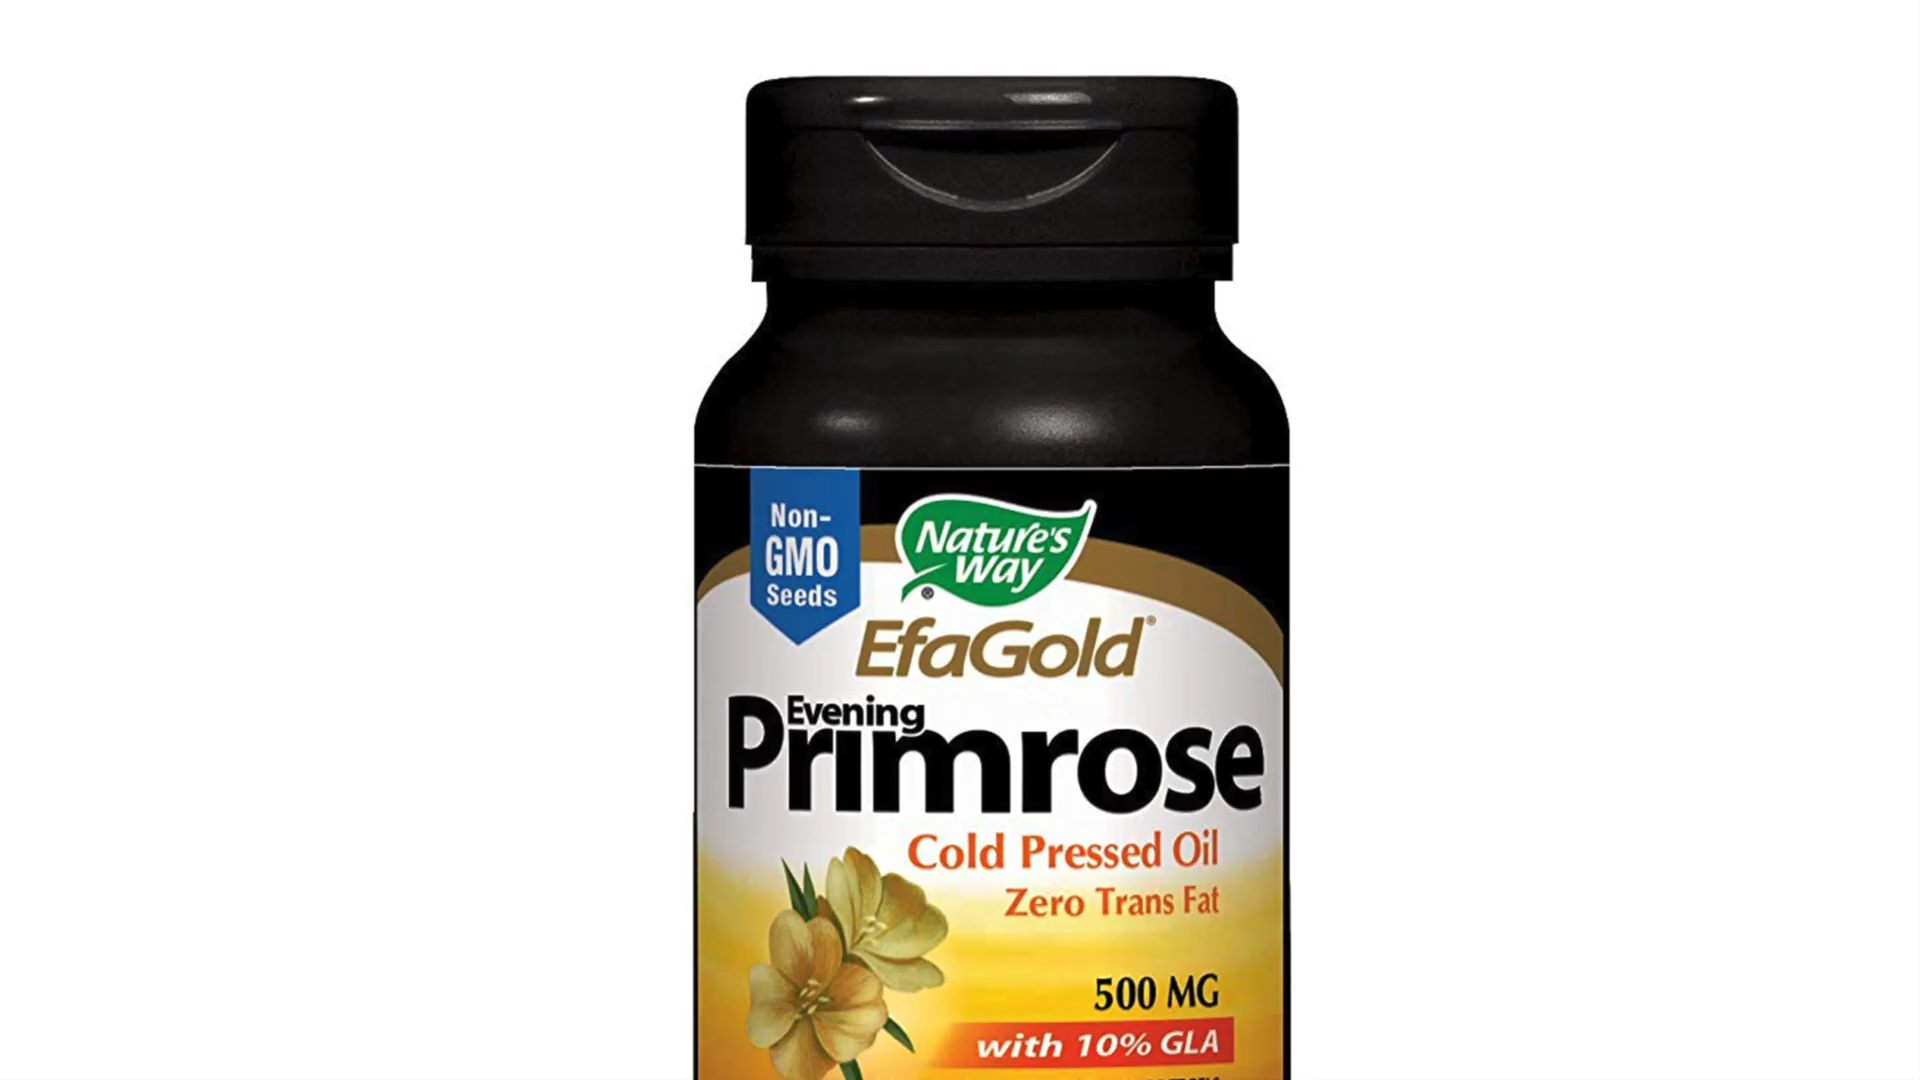 Non-
GMO
Seeds
Nature's
Way®
EfaGold®
Evening
Primrose
Cold Pressed Oil
Zero Trans Fat
500 MG
with 10% GLA